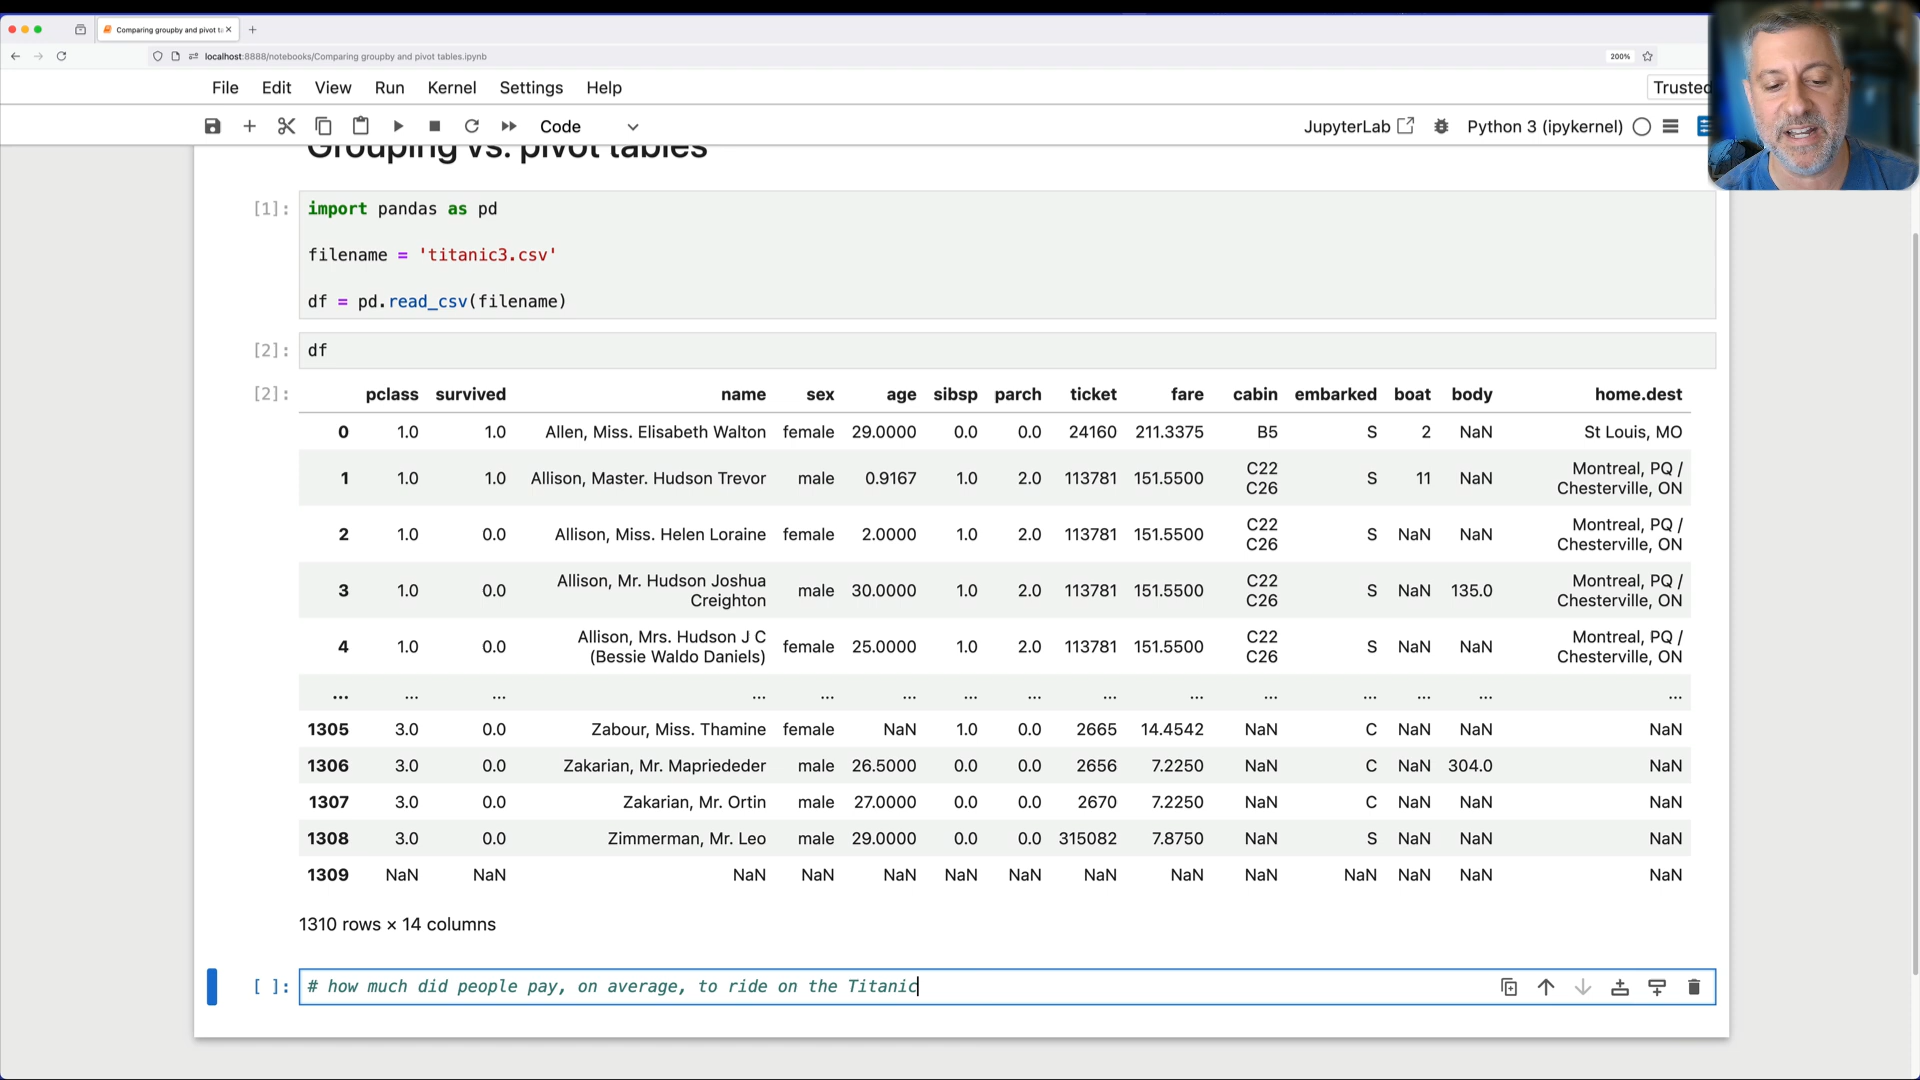 Comparing groupby and pivot ta
localhost:8888/notebooks/Comparing groupby and pivot tables.ipynb
200%
File Edit View Run Kernel Settings Help
Trusted
Code
JupyterLab
Python 3 (ipykernel)
Grouping vs. pivot tables
[1]: import pandas as pd
filename = 'titanic3.csv'
df = pd.read_csv(filename)
[2]: df
[2]: pclass survived name sex age sibsp parch ticket fare cabin embarked boat body home.dest
0 1.0 1.0 Allen, Miss. Elisabeth Walton female 29.0000 0.0 0.0 24160 211.3375 B5 S 2 NaN St Louis, MO
1 1.0 1.0 Allison, Master. Hudson Trevor male 0.9167 1.0 2.0 113781 151.5500 C22 C26 S 11 NaN Montreal, PQ / Chesterville, ON
2 1.0 0.0 Allison, Miss. Helen Loraine female 2.0000 1.0 2.0 113781 151.5500 C22 C26 S NaN NaN Montreal, PQ / Chesterville, ON
3 1.0 0.0 Allison, Mr. Hudson Joshua Creighton male 30.0000 1.0 2.0 113781 151.5500 C22 C26 S NaN 135.0 Montreal, PQ / Chesterville, ON
4 1.0 0.0 Allison, Mrs. Hudson J C (Bessie Waldo Daniels) female 25.0000 1.0 2.0 113781 151.5500 C22 C26 S NaN NaN Montreal, PQ / Chesterville, ON
... ... ... ... ... ... ... ... ... ... ... ... ... ... ...
1305 3.0 0.0 Zabour, Miss. Thamine female NaN 1.0 0.0 2665 14.4542 NaN C NaN NaN NaN
1306 3.0 0.0 Zakarian, Mr. Mapriededer male 26.5000 0.0 0.0 2656 7.2250 NaN C NaN 304.0 NaN
1307 3.0 0.0 Zakarian, Mr. Ortin male 27.0000 0.0 0.0 2670 7.2250 NaN C NaN NaN NaN
1308 3.0 0.0 Zimmerman, Mr. Leo male 29.0000 0.0 0.0 315082 7.8750 NaN S NaN NaN NaN
1309 NaN NaN NaN NaN NaN NaN NaN NaN NaN NaN NaN NaN NaN NaN
1310 rows × 14 columns
[ ]: # how much did people pay, on average, to ride on the Titanic